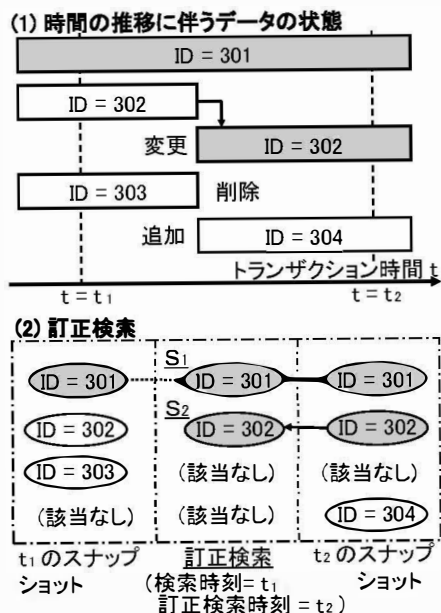 (1) 時間の推移に伴うデータの状態
ID = 301
ID = 302
変更 ID = 302
ID = 303 削除
追加 ID = 304
トランザクション時間 t
t = t1 t = t2
(2) 訂正検索
S1
ID = 301 ID = 301 ID = 301
S2
ID = 302 ID = 302 ID = 302
ID = 303 (該当なし) (該当なし)
(該当なし) (該当なし) ID = 304
t1 のスナップ 訂正検索 t2 のスナップ
ショット (検索時刻= t1 ショット
訂正検索時刻 = t2)